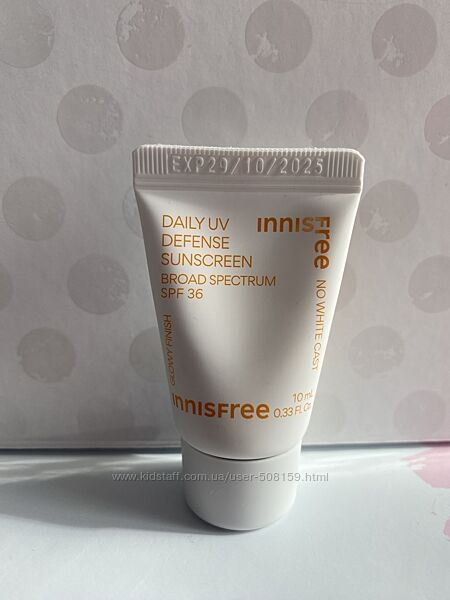 EXP29/10/2025
DAILY UV
DEFENSE
SUNSCREEN
BROAD SPECTRUM
SPF 36
INNISFree
NO WHITE CAST
GLOWY FINISH
INNISFree
10 mL
0.33 Fl. Oz
www.kidstaff.com.ua/user-508159.html